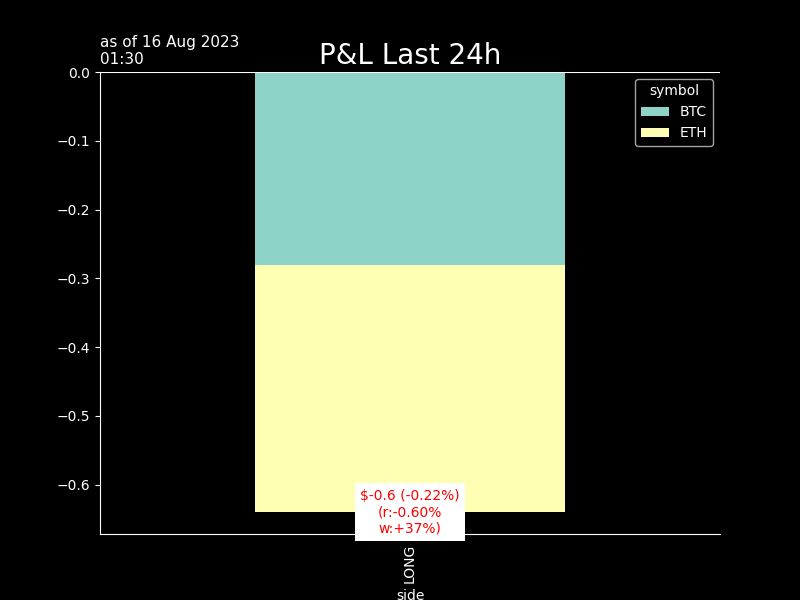 as of 16 Aug 2023
01:30
P&L Last 24h
0.0
−0.1
−0.2
−0.3
−0.4
−0.5
−0.6
symbol
BTC
ETH
$-0.6 (-0.22%)
(r:-0.60%
w:+37%)
LONG
side